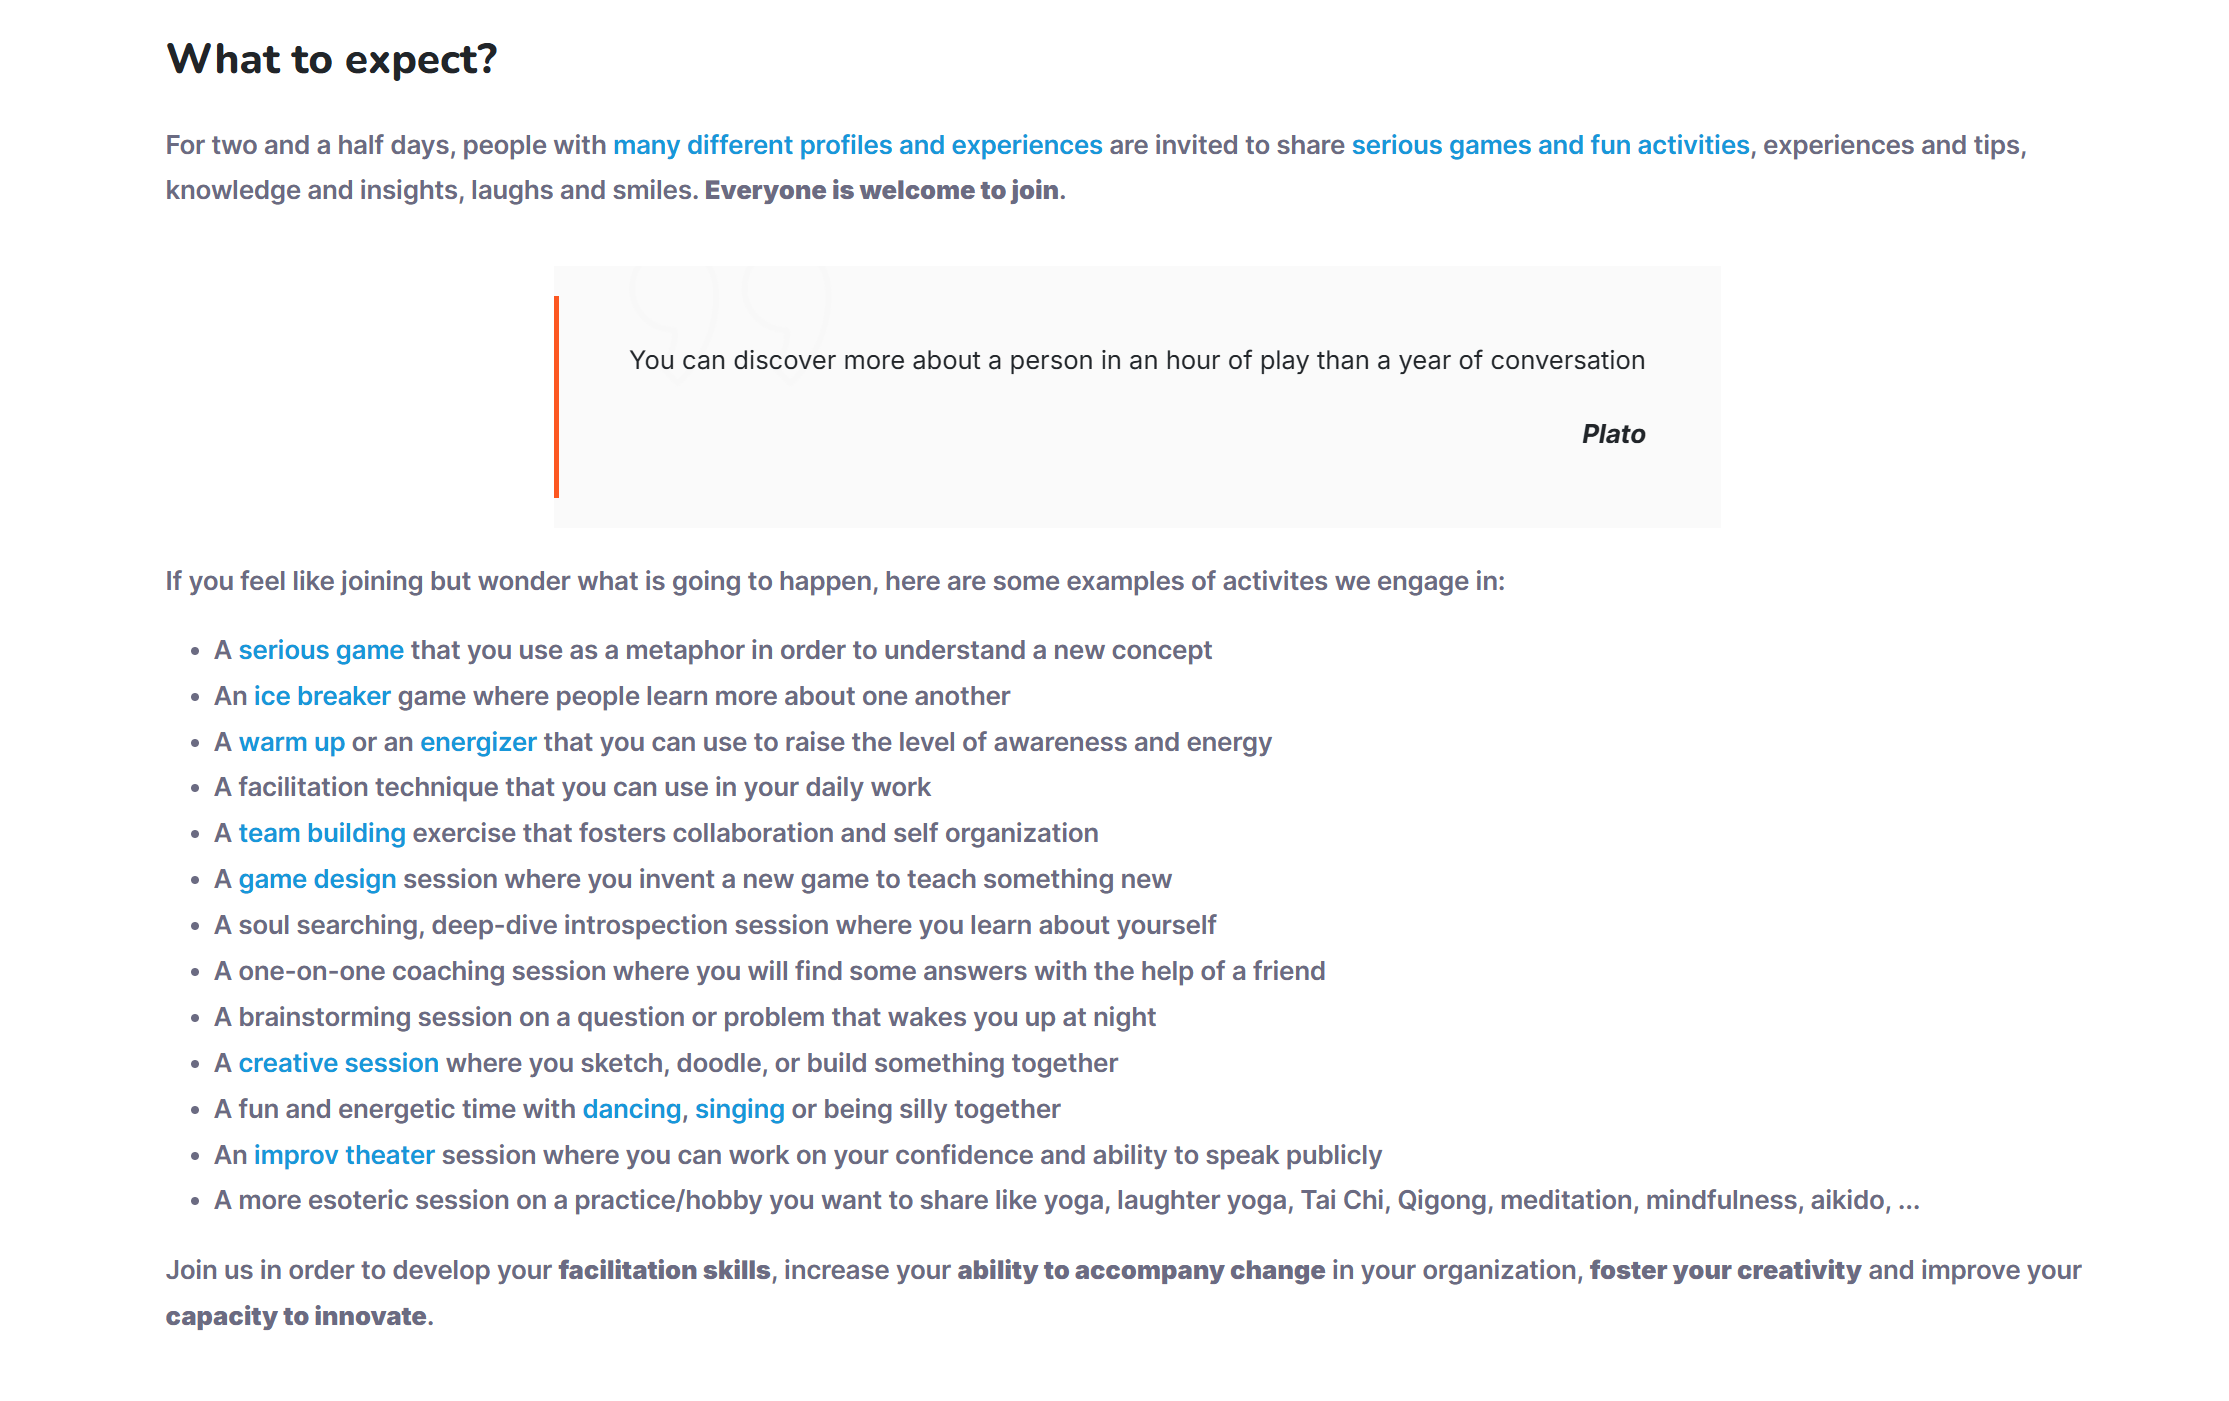 What to expect?
For two and a half days, people with many different profiles and experiences are invited to share serious games and fun activities, experiences and tips,
knowledge and insights, laughs and smiles. Everyone is welcome to join.
You can discover more about a person in an hour of play than a year of conversation
Plato
If you feel like joining but wonder what is going to happen, here are some examples of activites we engage in:
• A serious game that you use as a metaphor in order to understand a new concept
• An ice breaker game where people learn more about one another
• A warm up or an energizer that you can use to raise the level of awareness and energy
• A facilitation technique that you can use in your daily work
• A team building exercise that fosters collaboration and self organization
• A game design session where you invent a new game to teach something new
• A soul searching, deep-dive introspection session where you learn about yourself
• A one-on-one coaching session where you will find some answers with the help of a friend
• A brainstorming session on a question or problem that wakes you up at night
• A creative session where you sketch, doodle, or build something together
• A fun and energetic time with dancing, singing or being silly together
• An improv theater session where you can work on your confidence and ability to speak publicly
• A more esoteric session on a practice/hobby you want to share like yoga, laughter yoga, Tai Chi, Qigong, meditation, mindfulness, aikido, ...
Join us in order to develop your facilitation skills, increase your ability to accompany change in your organization, foster your creativity and improve your
capacity to innovate.